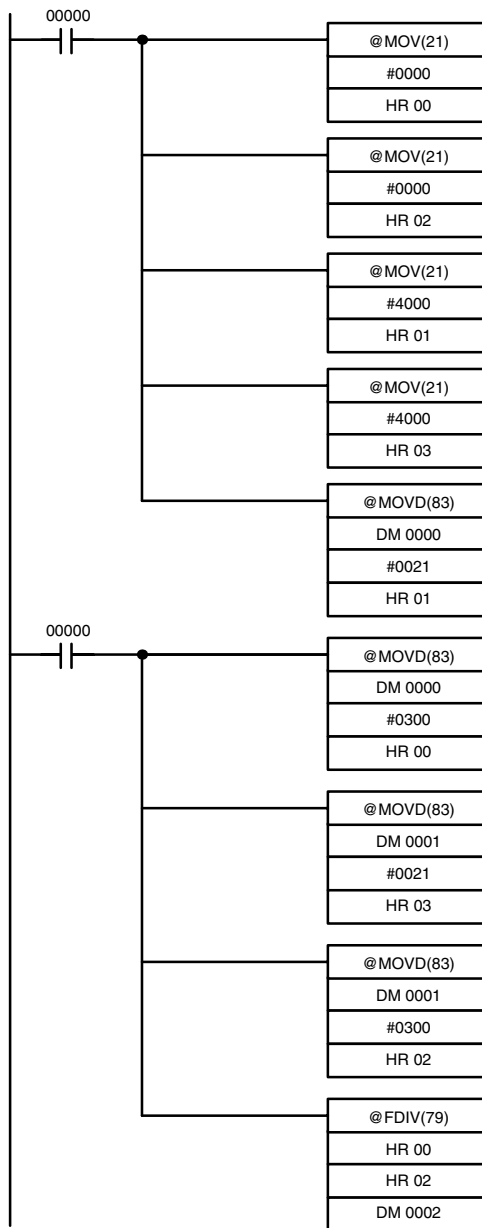 00000
@MOV(21)
#0000
HR 00
@MOV(21)
#0000
HR 02
@MOV(21)
#4000
HR 01
@MOV(21)
#4000
HR 03
@MOVD(83)
DM 0000
#0021
HR 01
00000
@MOVD(83)
DM 0000
#0300
HR 00
@MOVD(83)
DM 0001
#0021
HR 03
@MOVD(83)
DM 0001
#0300
HR 02
@FDIV(79)
HR 00
HR 02
DM 0002